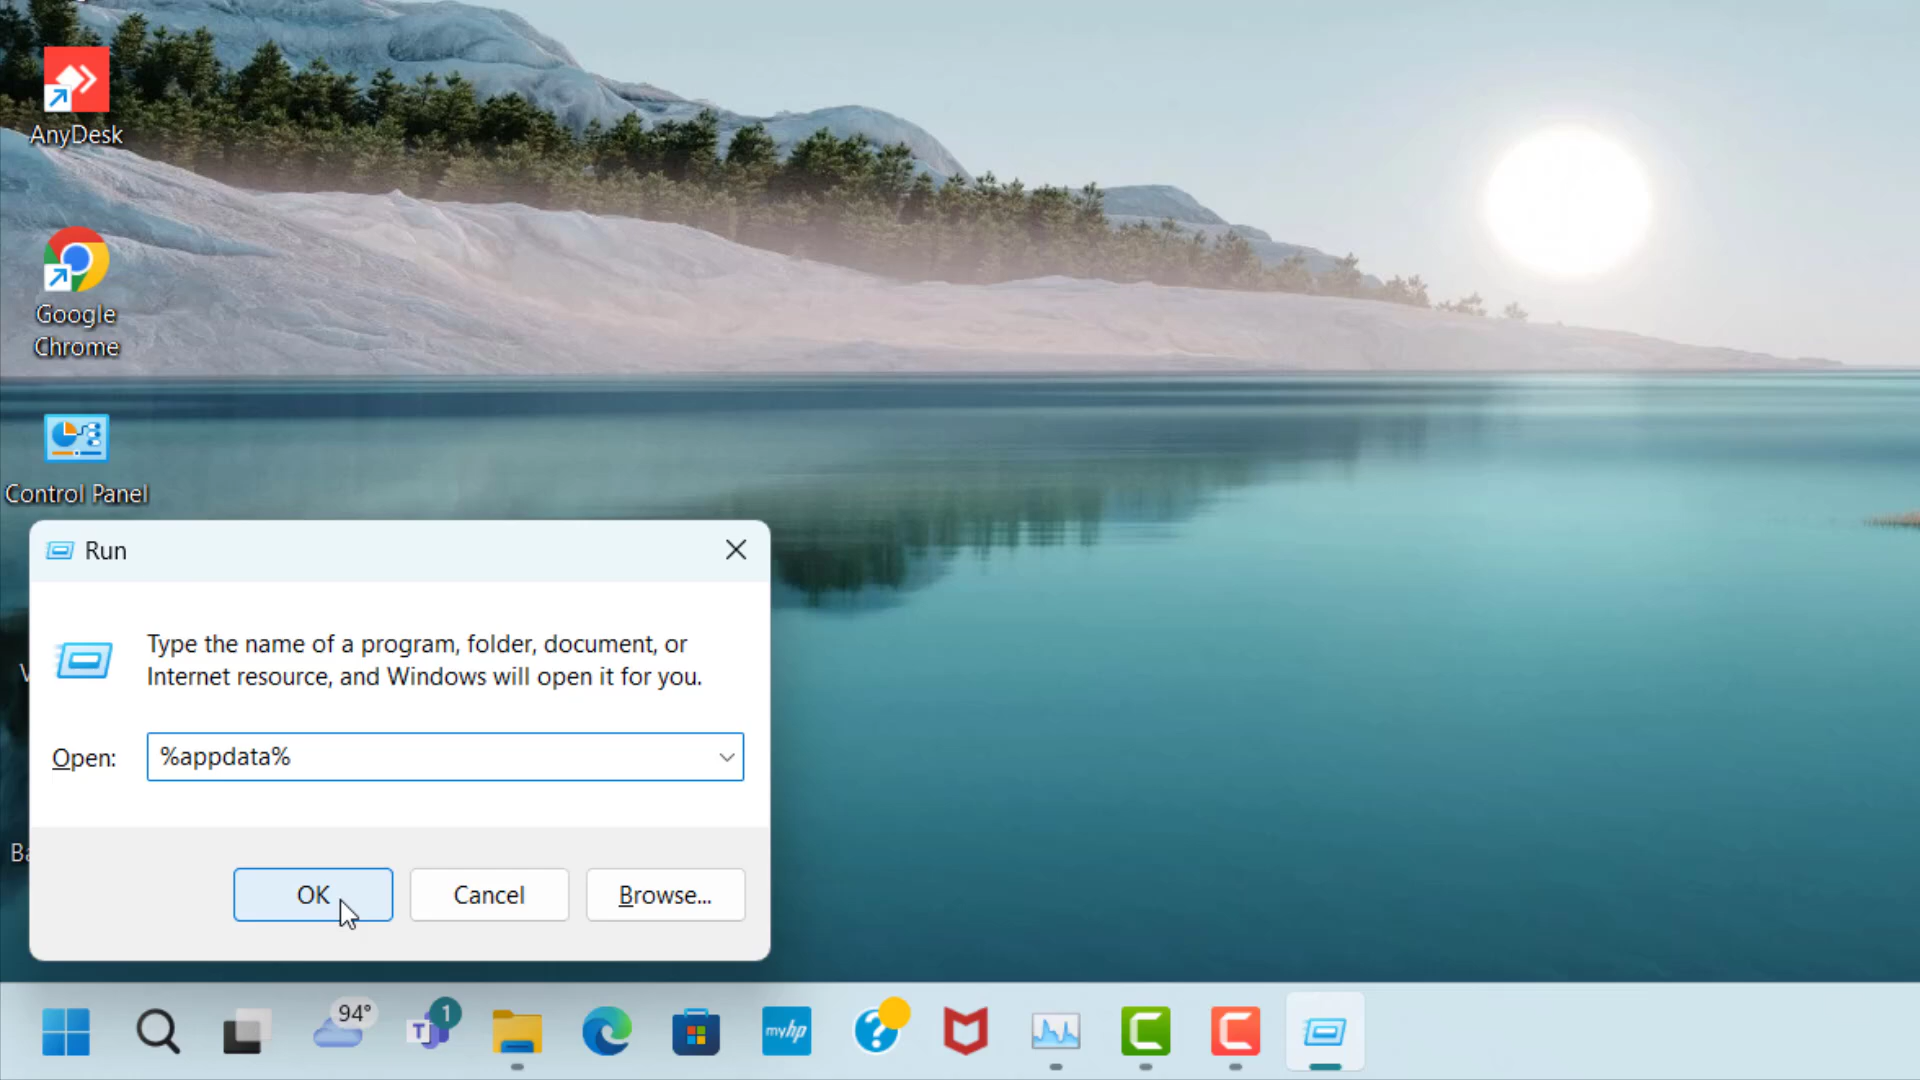 AnyDesk
Google
Chrome
Control Panel
Run
Type the name of a program, folder, document, or
Internet resource, and Windows will open it for you.
Open:
%appdata%
OK
Cancel
Browse...
94°
T
1
myhp
?